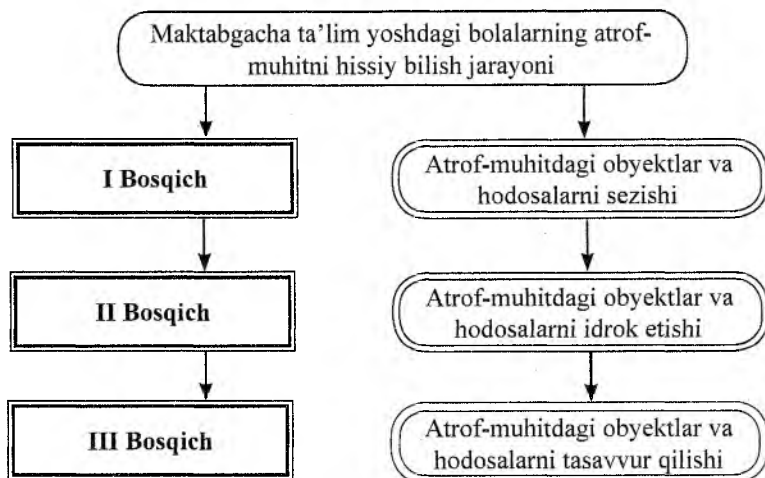 Maktabgacha ta’lim yoshdagi bolalarning atrof-
muhitni hissiy bilish jarayoni
I Bosqich
Atrof-muhitdagi obyektlar va
hodosalarni sezishi
II Bosqich
Atrof-muhitdagi obyektlar va
hodosalarni idrok etishi
III Bosqich
Atrof-muhitdagi obyektlar va
hodosalarni tasavvur qilishi